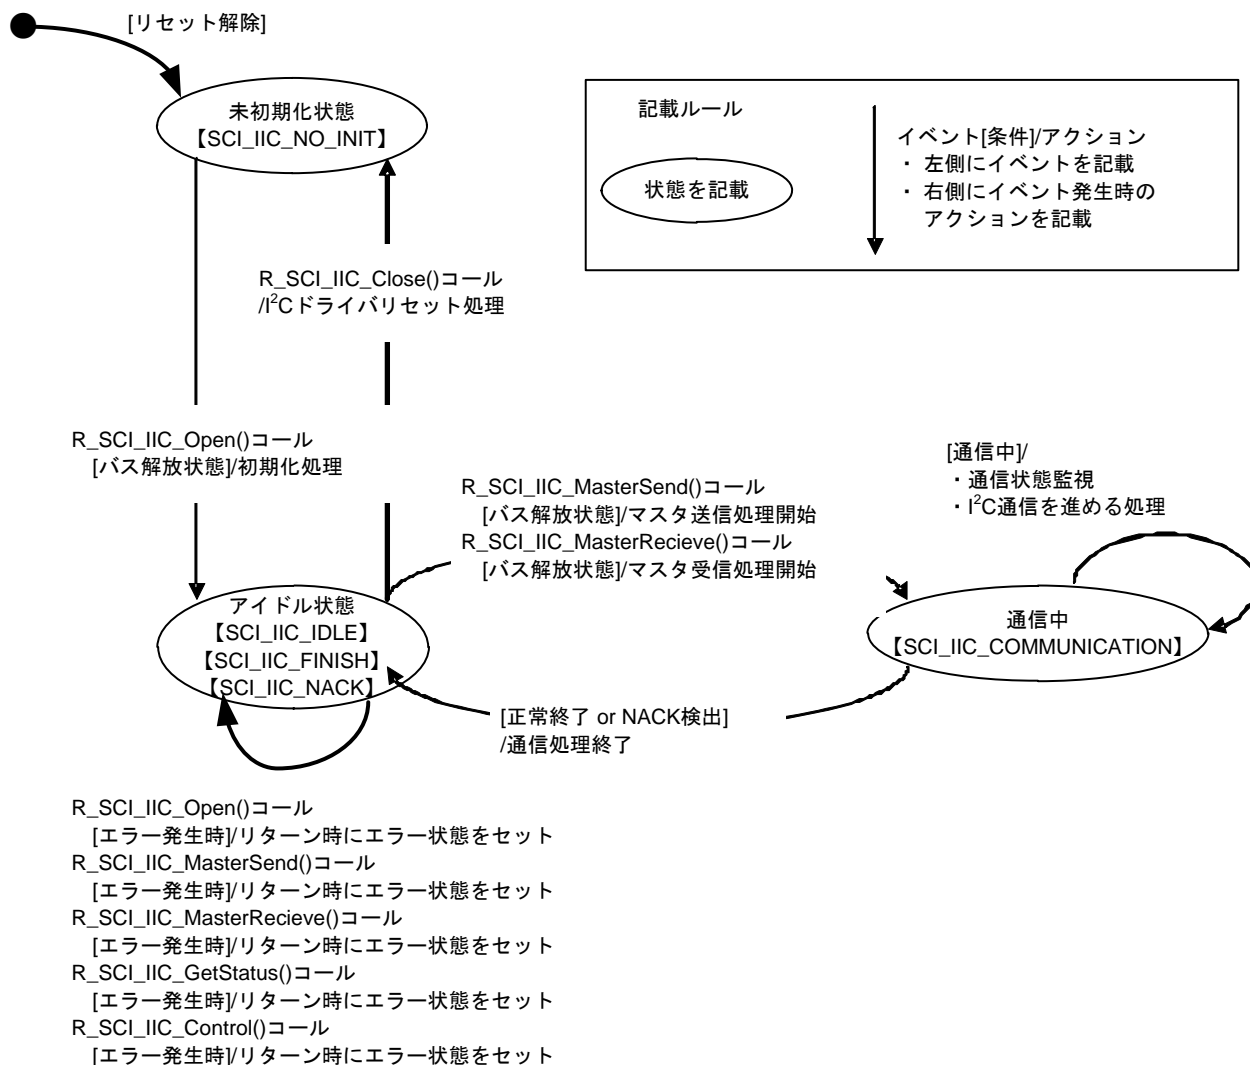 [リセット解除]
未初期化状態
【SCI_IIC_NO_INIT】
記載ルール
状態を記載
イベント[条件]/アクション
・ 左側にイベントを記載
・ 右側にイベント発生時の
アクションを記載
R_SCI_IIC_Close()コール
/I²Cドライバリセット処理
R_SCI_IIC_Open()コール
[バス解放状態]/初期化処理
R_SCI_IIC_MasterSend()コール
[バス解放状態]/マスタ送信処理開始
R_SCI_IIC_MasterRecieve()コール
[バス解放状態]/マスタ受信処理開始
[通信中]/
・通信状態監視
・I²C通信を進める処理
アイドル状態
【SCI_IIC_IDLE】
【SCI_IIC_FINISH】
【SCI_IIC_NACK】
通信中
【SCI_IIC_COMMUNICATION】
[正常終了 or NACK検出]
/通信処理終了
R_SCI_IIC_Open()コール
[エラー発生時]/リターン時にエラー状態をセット
R_SCI_IIC_MasterSend()コール
[エラー発生時]/リターン時にエラー状態をセット
R_SCI_IIC_MasterRecieve()コール
[エラー発生時]/リターン時にエラー状態をセット
R_SCI_IIC_GetStatus()コール
[エラー発生時]/リターン時にエラー状態をセット
R_SCI_IIC_Control()コール
[エラー発生時]/リターン時にエラー状態をセット